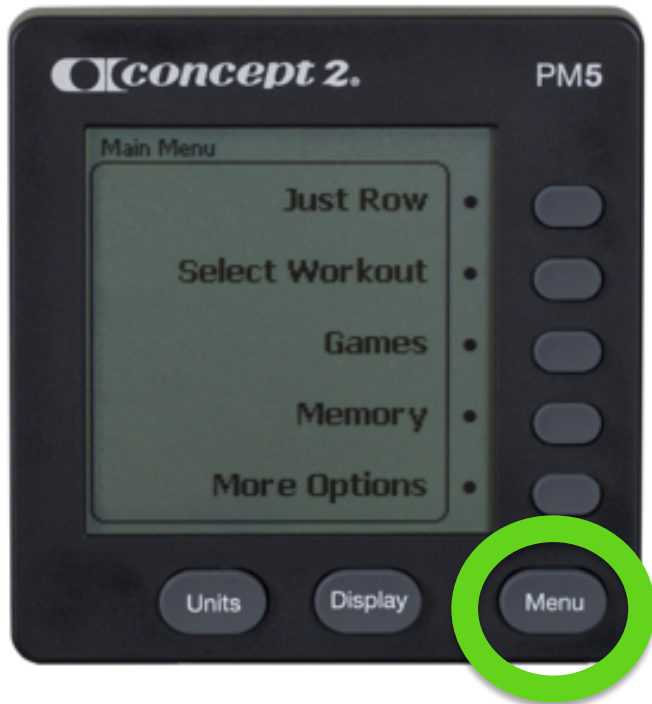 concept 2.
PM5
Main Menu
Just Row
Select Workout
Games
Memory
More Options
Units
Display
Menu